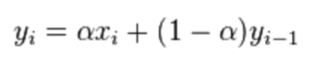 yᵢ = αxᵢ + (1 − α)yᵢ₋₁